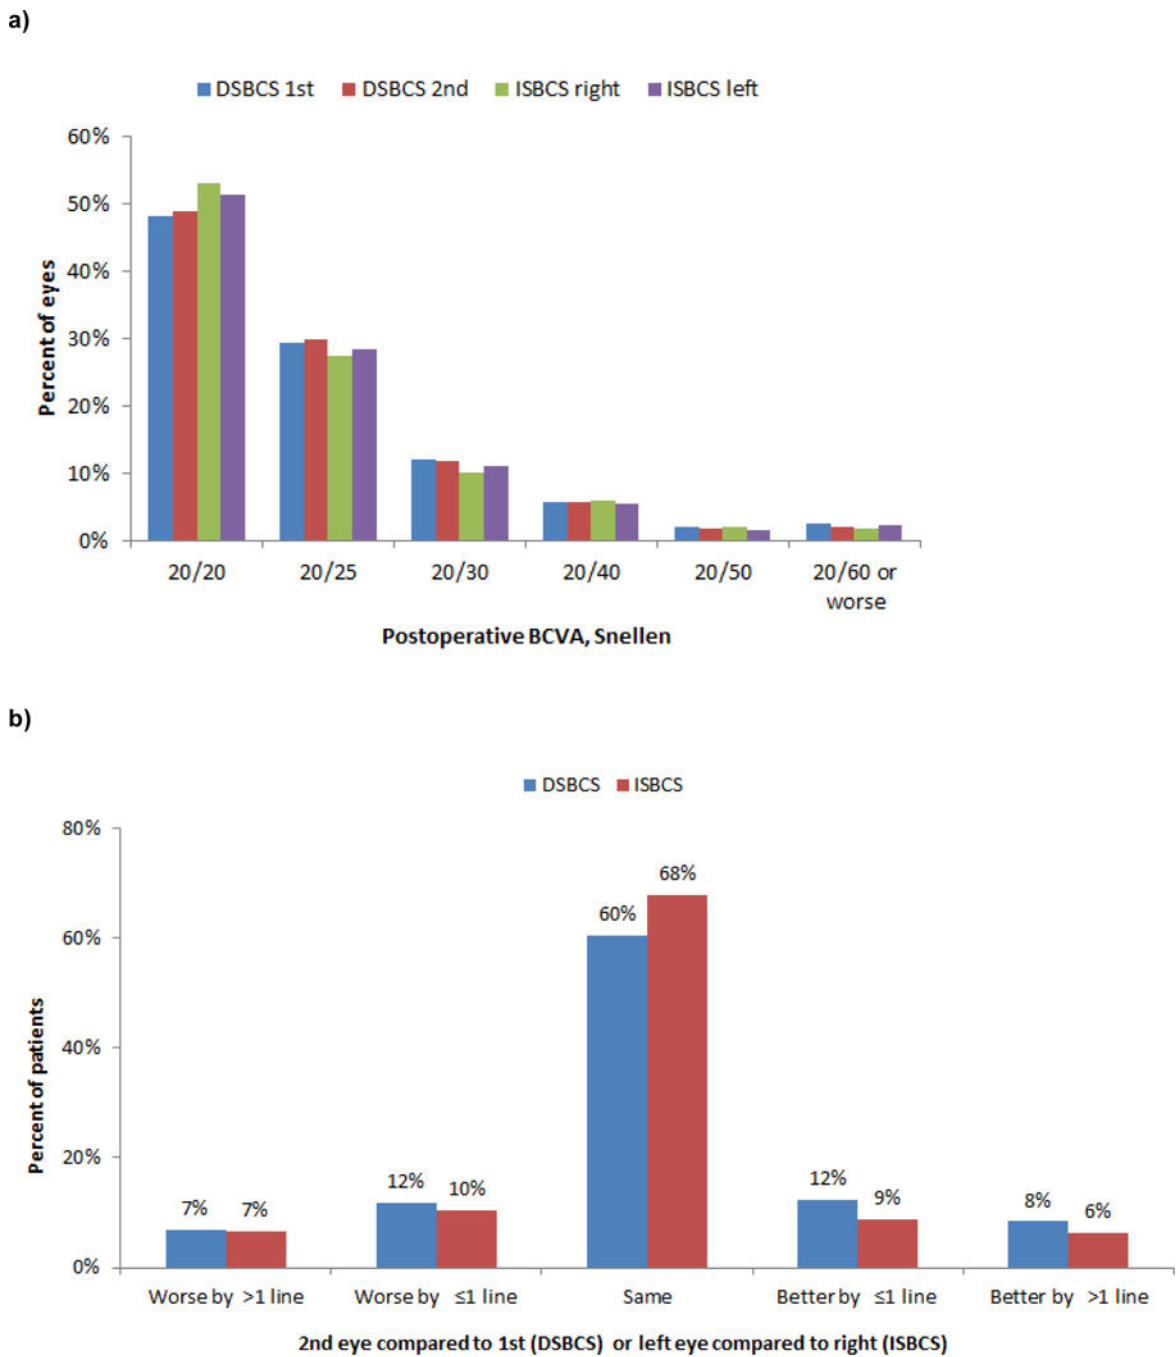 a)
DSBCS 1st DSBCS 2nd ISBCS right ISBCS left
60%
50%
40%
30%
20%
10%
0%
Percent of eyes
20/20 20/25 20/30 20/40 20/50 20/60 or
worse
Postoperative BCVA, Snellen
b)
DSBCS ISBCS
80%
60%
40%
20%
0%
Percent of patients
7% 7% 12% 10% 60% 68% 12% 9% 8% 6%
Worse by >1 line Worse by ≤1 line Same Better by ≤1 line Better by >1 line
2nd eye compared to 1st (DSBCS) or left eye compared to right (ISBCS)